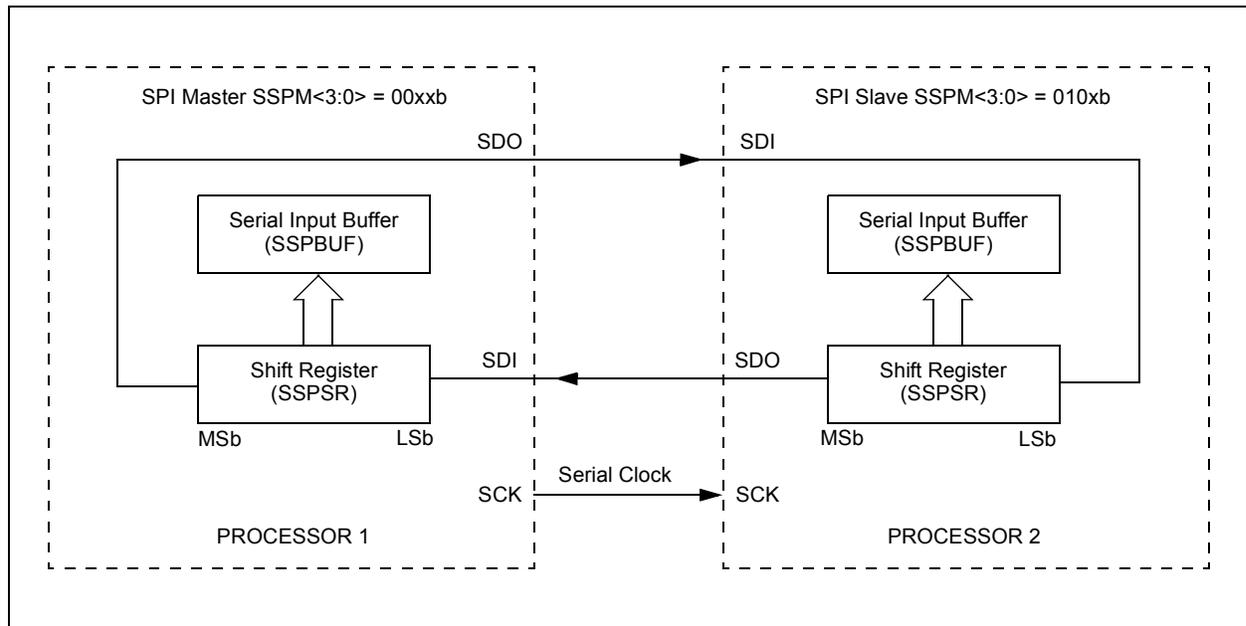 SPI Master SSPM<3:0> = 00xxb
SPI Slave SSPM<3:0> = 010xb
SDO
SDI
Serial Input Buffer
(SSPBUF)
Serial Input Buffer
(SSPBUF)
Shift Register
(SSPSR)
SDI
SDO
Shift Register
(SSPSR)
MSb
LSb
MSb
LSb
Serial Clock
SCK
SCK
PROCESSOR 1
PROCESSOR 2